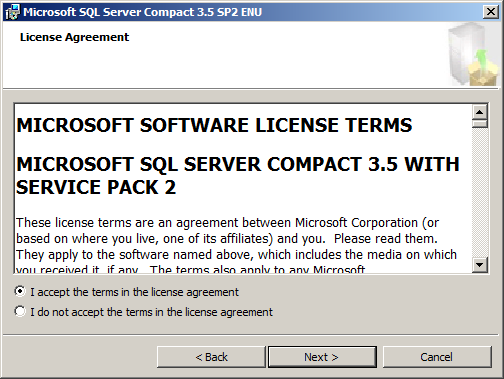 Microsoft SQL Server Compact 3.5 SP2 ENU
License Agreement
MICROSOFT SOFTWARE LICENSE TERMS
MICROSOFT SQL SERVER COMPACT 3.5 WITH
SERVICE PACK 2
These license terms are an agreement between Microsoft Corporation (or
based on where you live, one of its affiliates) and you.  Please read them.
They apply to the software named above, which includes the media on which
you received it, if any.  The terms also apply to any Microsoft
I accept the terms in the license agreement
I do not accept the terms in the license agreement
< Back
Next >
Cancel